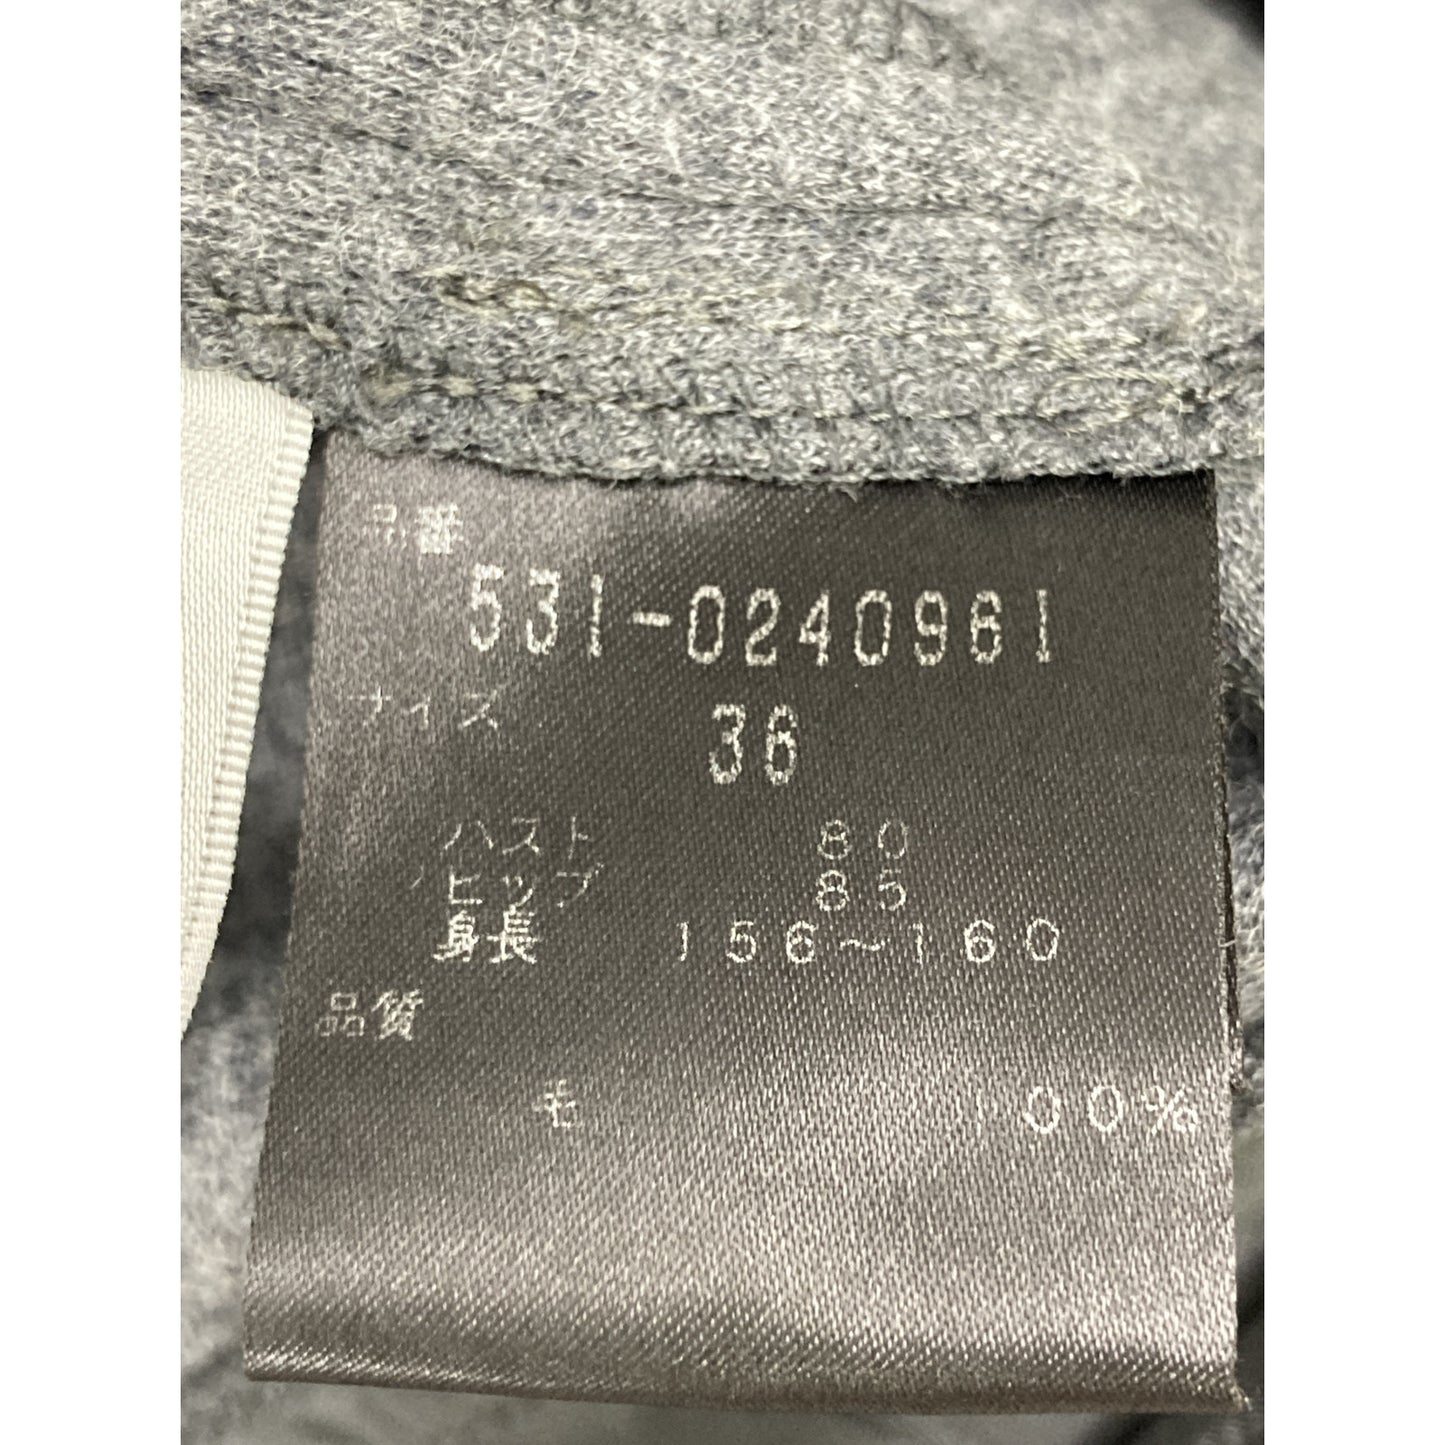 品番
531-0240961
サイズ 36
バスト 80
ヒップ 85
身長 156~160
品質
毛 100%